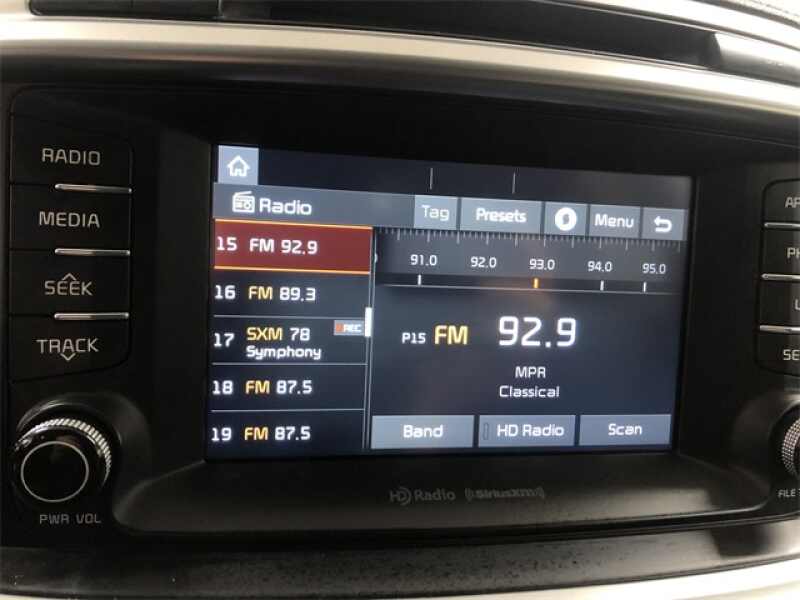 RADIO
MEDIA
SEEK
TRACK
PWR VOL
Radio
Tag
Presets
Menu
15 FM 92.9
16 FM 89.3
17 SXM 78
REC
Symphony
18 FM 87.5
19 FM 87.5
91.0 92.0 93.0 94.0 95.0
P15 FM 92.9
MPR
Classical
Band
HD Radio
Scan
HD Radio
SiriusXM
FILE